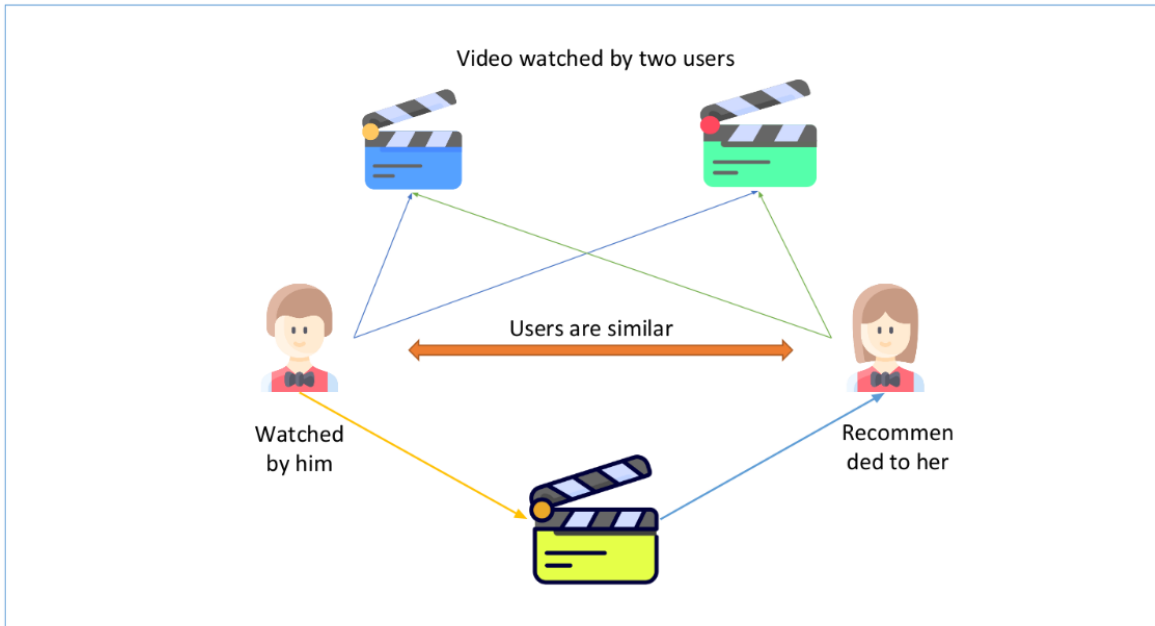 Video watched by two users
Users are similar
Watched
by him
Recommen
ded to her